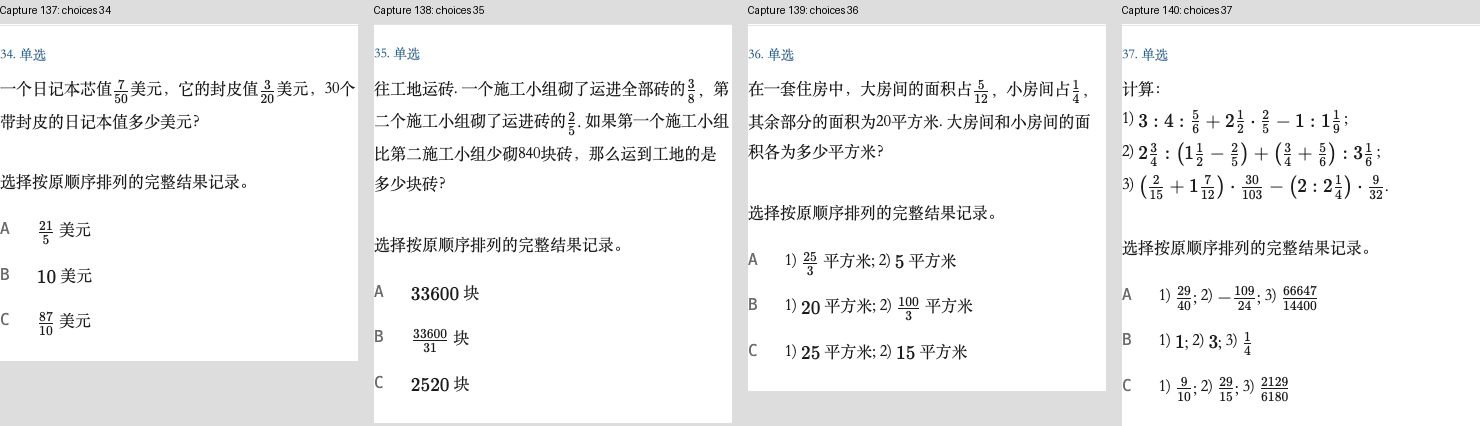 Capture 137: choices 34
34. 单选
一个日记本芯值 7/50 美元，它的封皮值 3/20 美元，30个
带封皮的日记本值多少美元?
选择按原顺序排列的完整结果记录。
A 21/5 美元
B 10 美元
C 87/10 美元
Capture 138: choices 35
35. 单选
往工地运砖. 一个施工小组砌了运进全部砖的 3/8，第
二个施工小组砌了运进砖的 2/5. 如果第一个施工小组
比第二施工小组少砌840块砖，那么运到工地的是
多少块砖?
选择按原顺序排列的完整结果记录。
A 33600 块
B 33600/31 块
C 2520 块
Capture 139: choices 36
36. 单选
在一套住房中，大房间的面积占 5/12，小房间占 1/4，
其余部分的面积为20平方米. 大房间和小房间的面
积各为多少平方米?
选择按原顺序排列的完整结果记录。
A 1) 25/3 平方米; 2) 5 平方米
B 1) 20 平方米; 2) 100/3 平方米
C 1) 25 平方米; 2) 15 平方米
Capture 140: choices 37
37. 单选
计算:
1) 3 : 4 : 5/6 + 2 1/2 · 2/5 − 1 : 1 1/9;
2) 2 3/4 : (1 1/2 − 2/5) + (3/4 + 5/6) : 3 1/6;
3) (2/15 + 1 7/12) · 30/103 − (2 : 2 1/4) · 9/32.
选择按原顺序排列的完整结果记录。
A 1) 29/40; 2) −109/24; 3) 66647/14400
B 1) 1; 2) 3; 3) 1/4
C 1) 9/10; 2) 29/15; 3) 2129/6180